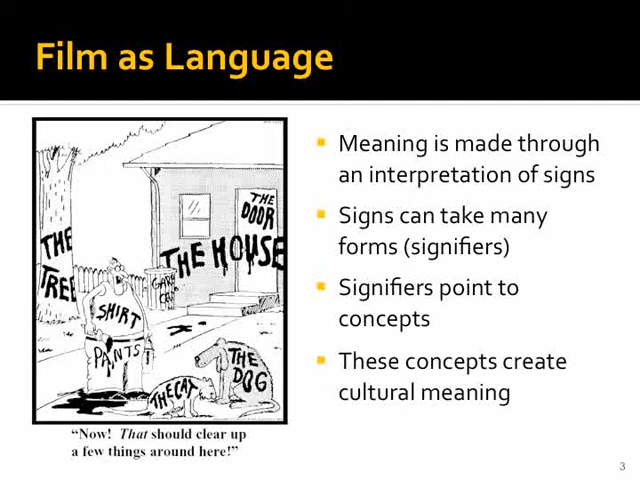 Film as Language
THE
DOOR
THE HOUSE
THE
TREE
GARB
CAN
SHIRT
PANTS
THE CAT
THE
DOG
"Now! That should clear up
a few things around here!"
Meaning is made through
an interpretation of signs
Signs can take many
forms (signifiers)
Signifiers point to
concepts
These concepts create
cultural meaning
3